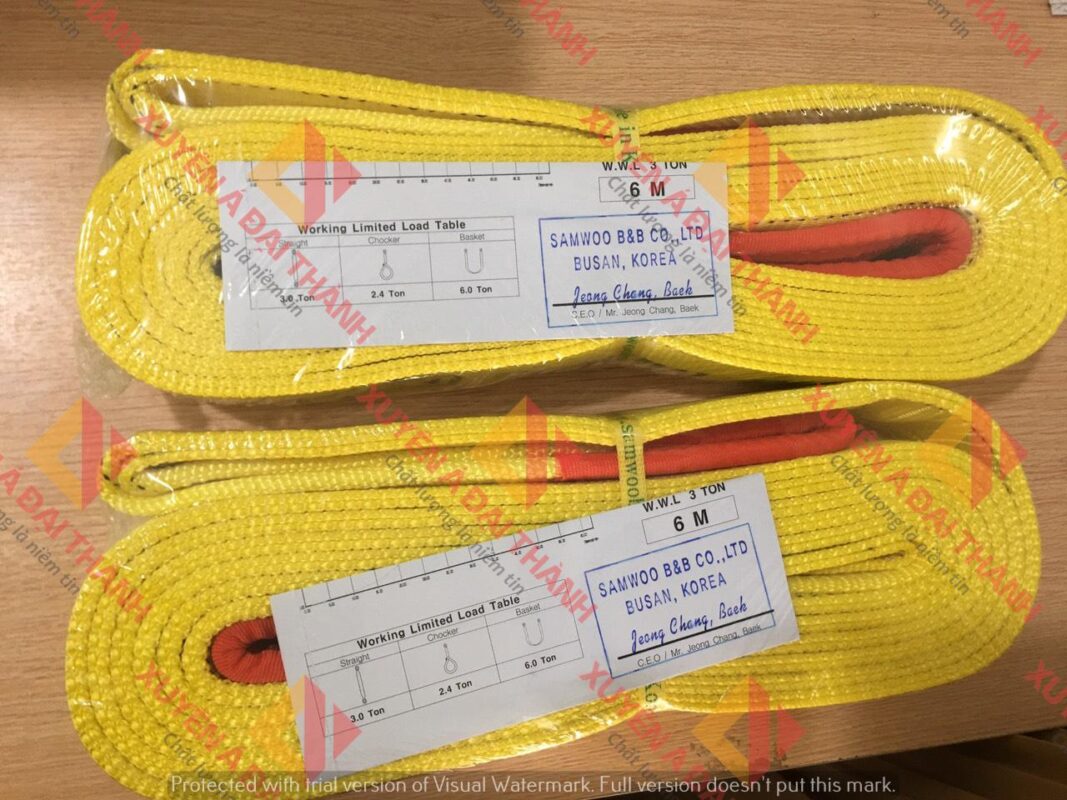 W.W.L 3 TON
6 M
Working Limited Load Table
Straight Chocker Basket
3.0 Ton 2.4 Ton 6.0 Ton
SAMWOO B&B CO.,LTD
BUSAN, KOREA
Jeong Chang, Baek
C.E.O / Mr. Jeong Chang, Baek
samwoo
W.W.L 3 TON
6 M
Working Limited Load Table
Straight Chocker Basket
3.0 Ton 2.4 Ton 6.0 Ton
SAMWOO B&B CO.,LTD
BUSAN, KOREA
Jeong Chang, Baek
C.E.O / Mr. Jeong Chang, Baek
XUYÊN Á ĐẠI THÀNH
Chất lượng là niềm tin
Protected with trial version of Visual Watermark. Full version doesn't put this mark.